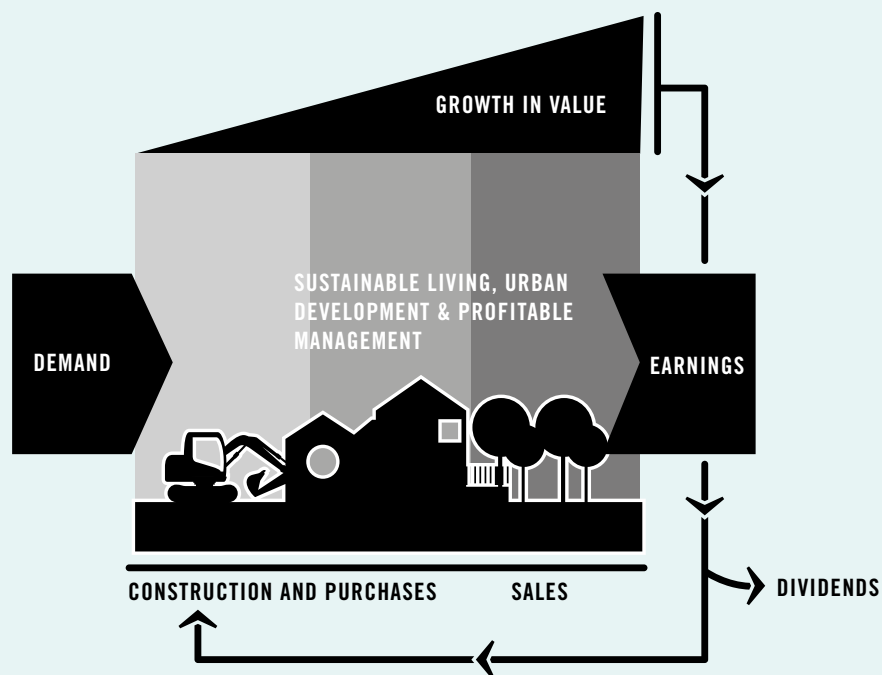 GROWTH IN VALUE
SUSTAINABLE LIVING, URBAN
DEVELOPMENT & PROFITABLE
MANAGEMENT
DEMAND
EARNINGS
CONSTRUCTION AND PURCHASES
SALES
DIVIDENDS